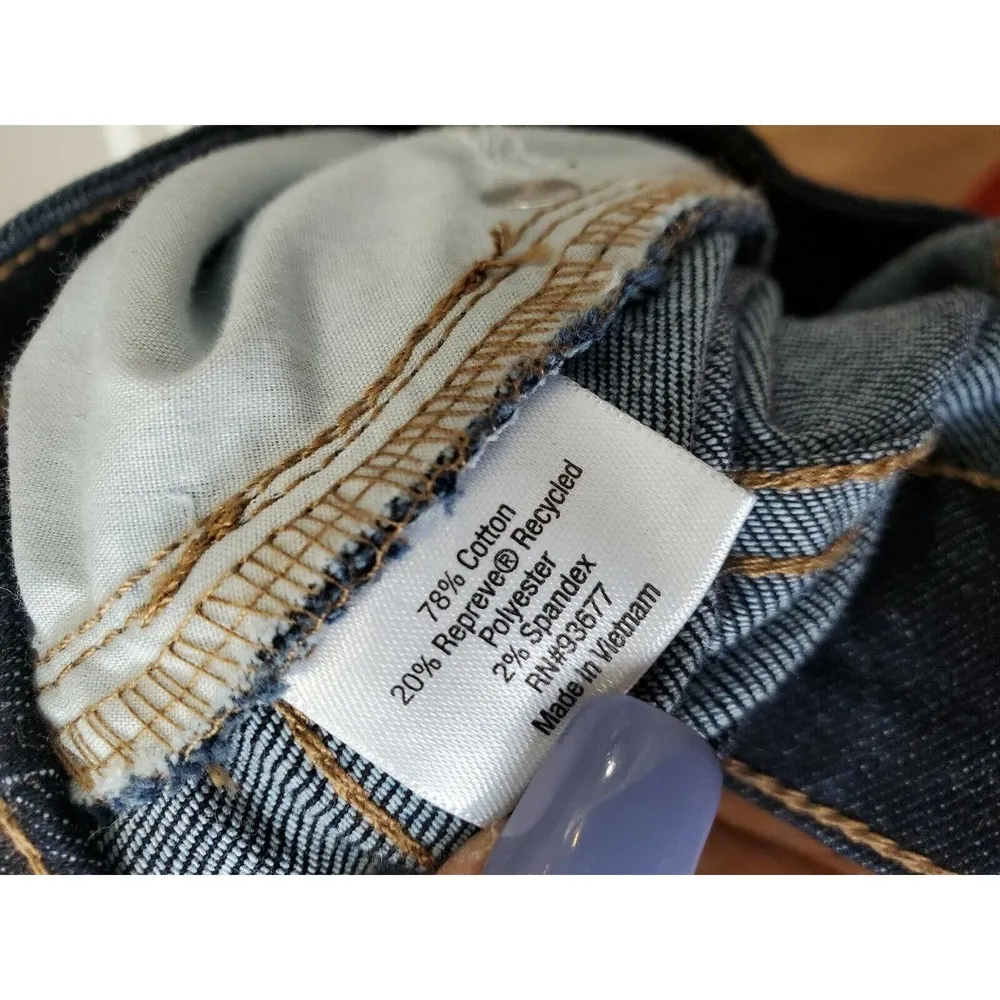 78% Cotton
20% Repreve® Recycled
Polyester
2% Spandex
RN#93677
Made In Vietnam